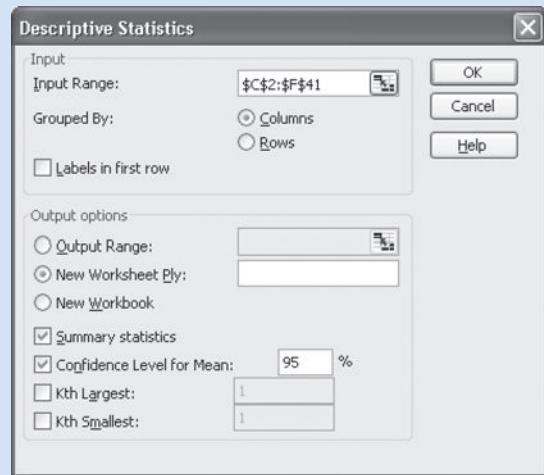 Descriptive Statistics
Input
Input Range:
$C$2:$F$41
OK
Grouped By:
Columns
Cancel
Rows
Help
Labels in first row
Output options
Output Range:
New Worksheet Ply:
New Workbook
Summary statistics
Confidence Level for Mean:
95
%
Kth Largest:
1
Kth Smallest:
1